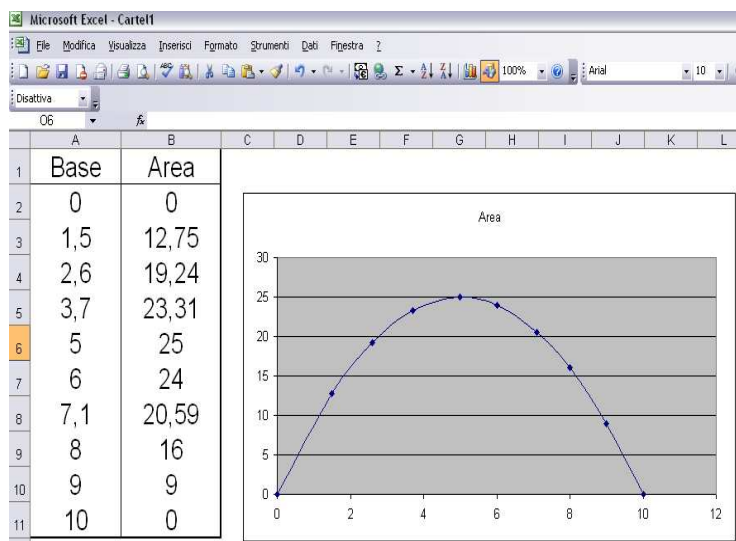 Microsoft Excel - Cartel1
File Modifica Visualizza Inserisci Formato Strumenti Dati Finestra ?
100% Arial 10
Disattiva
O6 fx
A B C D E F G H I J K L
1 Base Area
2 0 0
3 1,5 12,75
4 2,6 19,24
5 3,7 23,31
6 5 25
7 6 24
8 7,1 20,59
9 8 16
10 9 9
11 10 0
Area
30
25
20
15
10
5
0
0 2 4 6 8 10 12